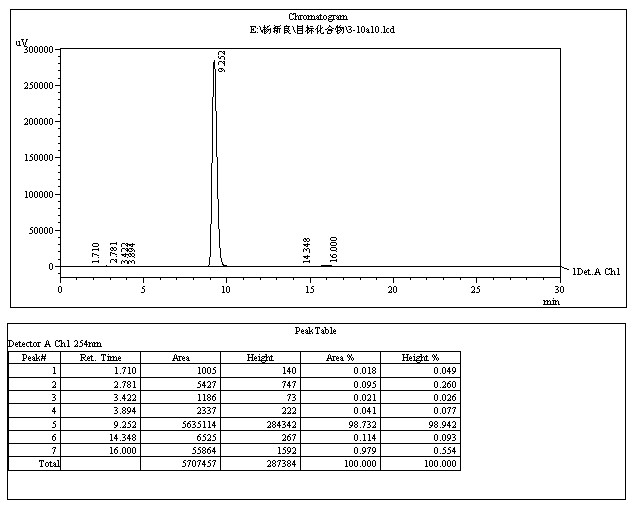 Chromatogram
E:\杨新良\目标化合物\3-10a10.lcd
uV
300000
250000
200000
150000
100000
50000
0
1.710
2.781
3.422
3.894
9.252
14.348
16.000
1Det.A Ch1
0 5 10 15 20 25 30
min
PeakTable
Detector A Ch1 254nm
Peak# Ret. Time Area Height Area % Height %
1 1.710 1005 140 0.018 0.049
2 2.781 5427 747 0.095 0.260
3 3.422 1186 73 0.021 0.026
4 3.894 2337 222 0.041 0.077
5 9.252 5635114 284342 98.732 98.942
6 14.348 6525 267 0.114 0.093
7 16.000 55864 1592 0.979 0.554
Total 5707457 287384 100.000 100.000